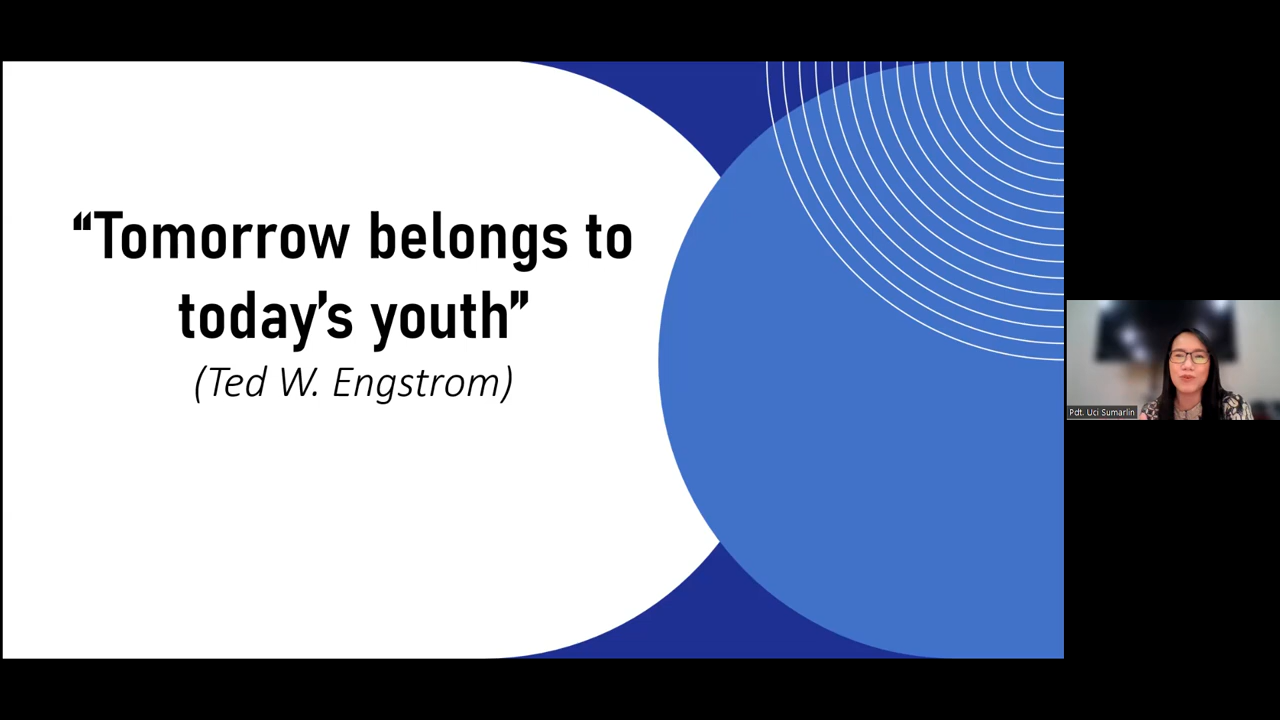 “Tomorrow belongs to
today’s youth”
(Ted W. Engstrom)
Pdt. Uci Sumarlin